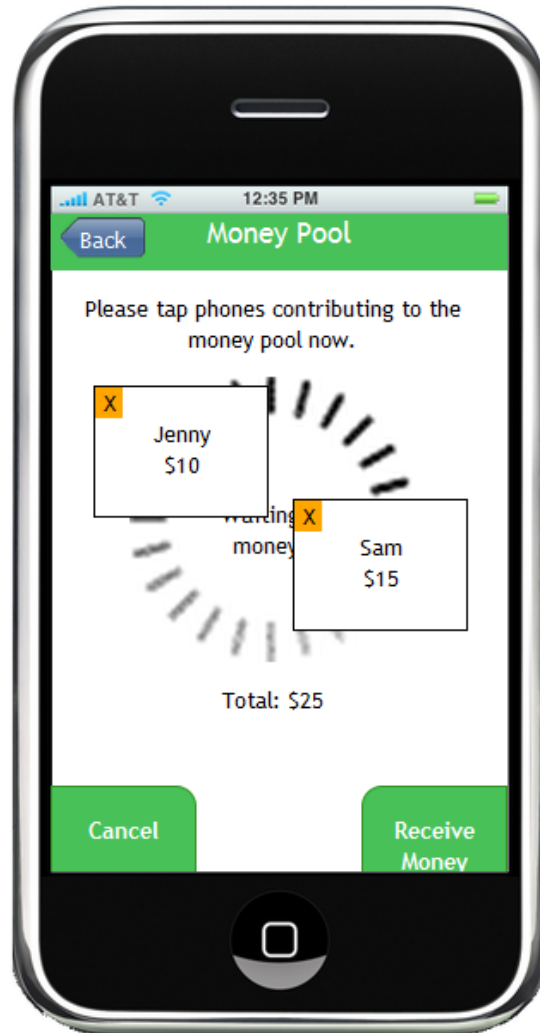 AT&T 12:35 PM
Back Money Pool
Please tap phones contributing to the
money pool now.
X
Jenny
$10
money
X
Sam
$15
Total: $25
Cancel
Receive
Money